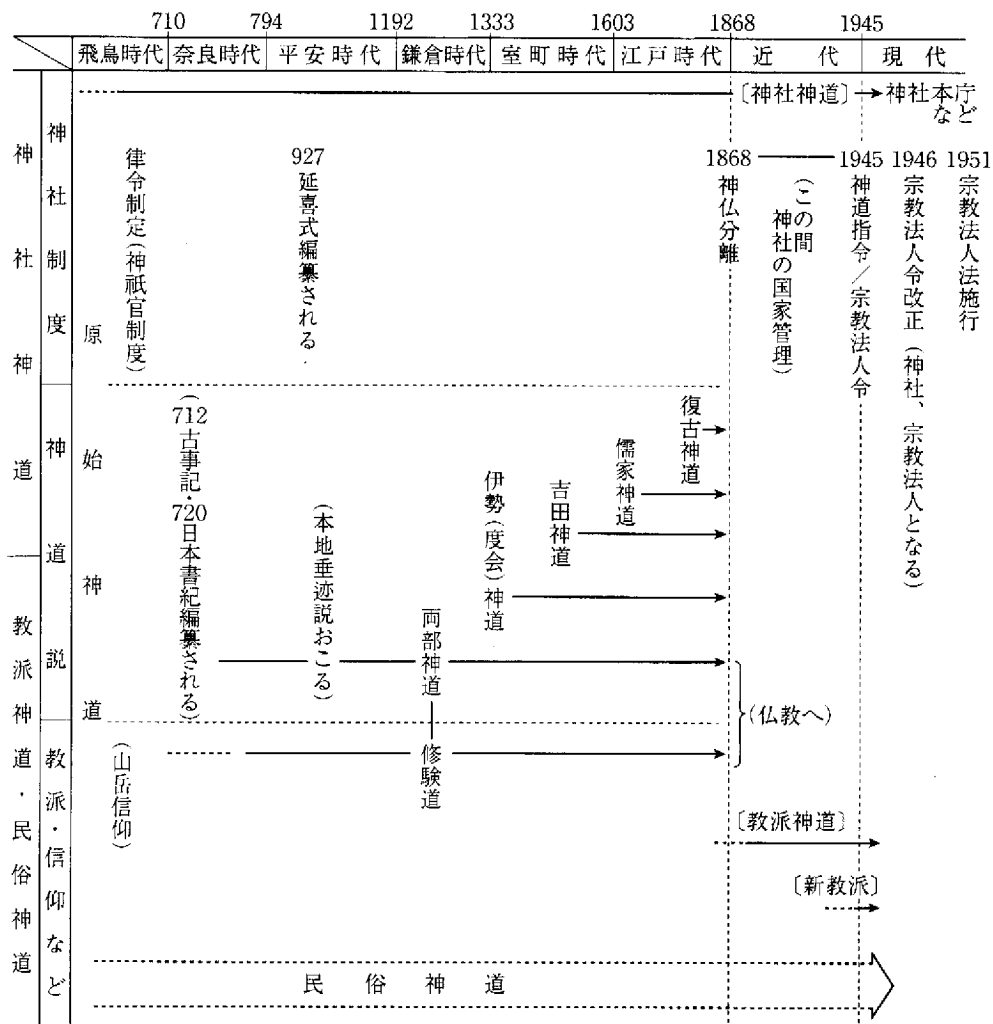 710 794 1192 1333 1603 1868 1945
飛鳥時代 奈良時代 平安時代 鎌倉時代 室町時代 江戸時代 近代 現代
神社神道
教派神道・民俗神道
神社制度
神道説
教派・信仰など
原始神道
〔神社神道〕
神社本庁など
律令制定(神祇官制度)
927 延喜式編纂される
1868 神仏分離
(この間
神社の国家管理)
1945 神道指令/宗教法人令
1946 宗教法人令改正(神社、宗教法人となる)
1951 宗教法人法施行
(712古事記・720日本書紀編纂される)
(本地垂迹説おこる)
両部神道
伊勢(度会)神道
吉田神道
儒家神道
復古神道
(仏教へ)
(山岳信仰)
修験道
〔教派神道〕
〔新教派〕
民俗神道